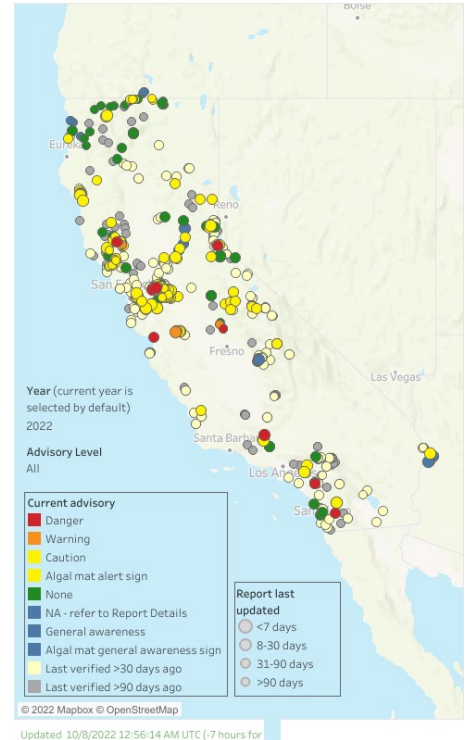 Boise
Eureka
Reno
San Fr
Fresno
Las Vegas
Santa Barba
Los Angeles
San
Year (current year is
selected by default)
2022
Advisory Level
All
Current advisory
Danger
Warning
Caution
Algal mat alert sign
None
NA - refer to Report Details
General awareness
Algal mat general awareness sign
Last verified >30 days ago
Last verified >90 days ago
Report last
updated
<7 days
8-30 days
31-90 days
>90 days
© 2022 Mapbox © OpenStreetMap
Updated 10/8/2022 12:56:14 AM UTC (-7 hours for